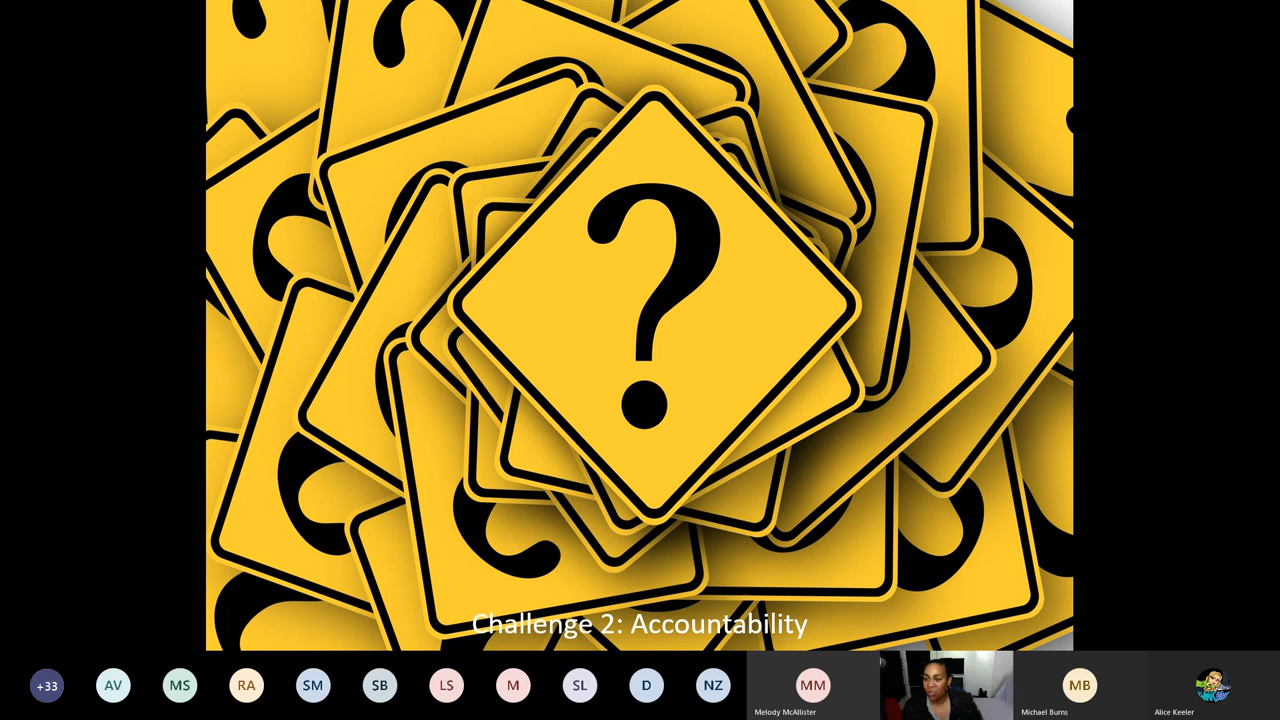 ?
Challenge 2: Accountability
+33 AV MS RA SM SB LS M SL D NZ MM MB
Melody McAllister Michael Burns Alice Keeler